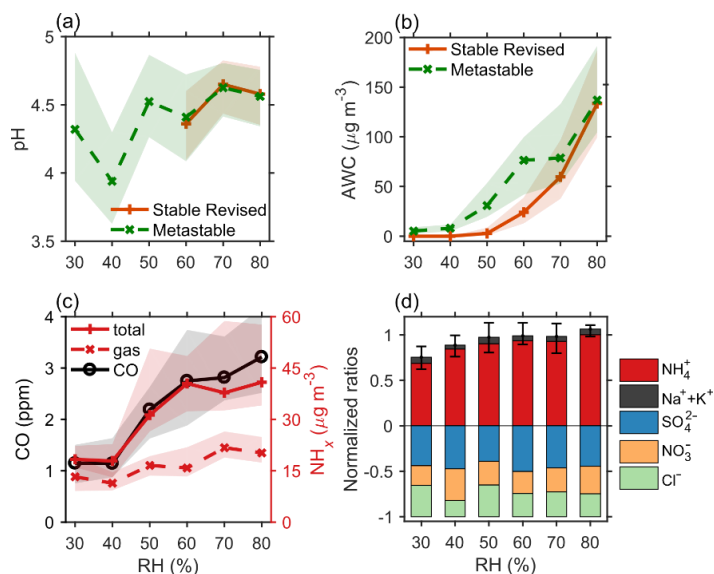 (a)
5
4.5
4
3.5
pH
Stable Revised
Metastable
30 40 50 60 70 80
(b)
200
150
100
50
0
AWC (μg m⁻³)
Stable Revised
Metastable
30 40 50 60 70 80
(c)
4
3
2
1
0
CO (ppm)
total
gas
CO
60
45
30
15
0
NHₓ (μg m⁻³)
30 40 50 60 70 80
RH (%)
(d)
1
0.5
0
-0.5
-1
Normalized ratios
30 40 50 60 70 80
RH (%)
NH₄⁺
Na⁺+K⁺
SO₄²⁻
NO₃⁻
Cl⁻